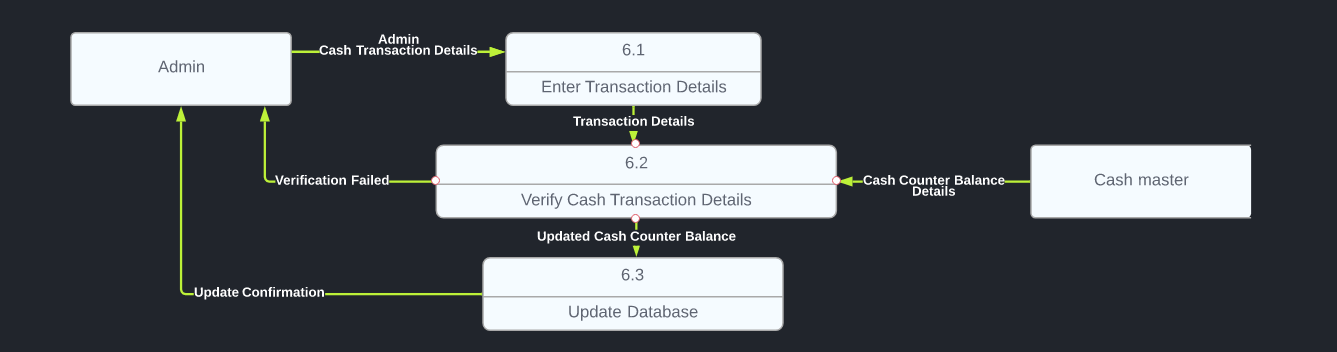 Admin
Admin
Cash Transaction Details
6.1
Enter Transaction Details
Transaction Details
6.2
Verify Cash Transaction Details
Verification Failed
Cash Counter Balance
Details
Cash master
Updated Cash Counter Balance
6.3
Update Database
Update Confirmation